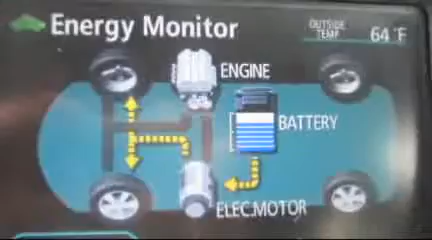 Energy Monitor
OUTSIDE
TEMP
64°F
ENGINE
BATTERY
ELEC.MOTOR